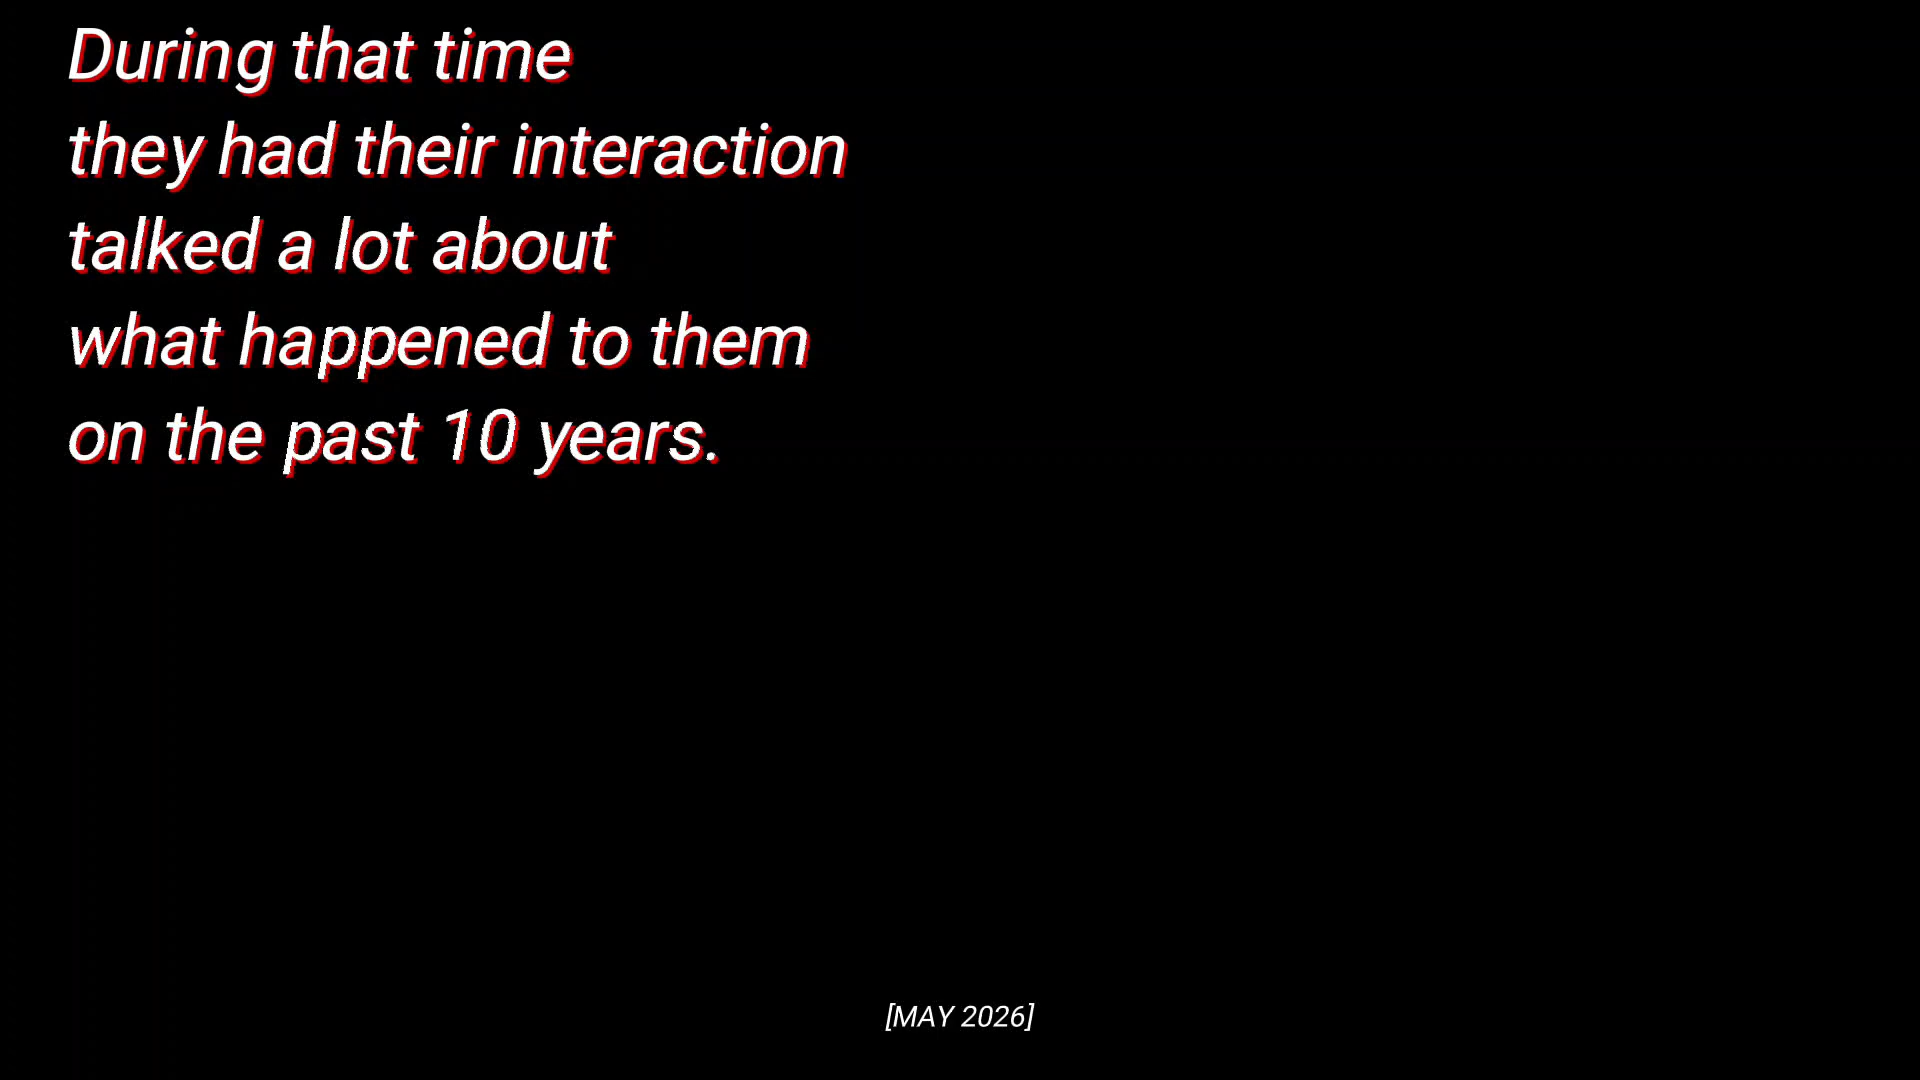 During that time
they had their interaction
talked a lot about
what happened to them
on the past 10 years.
[MAY 2026]